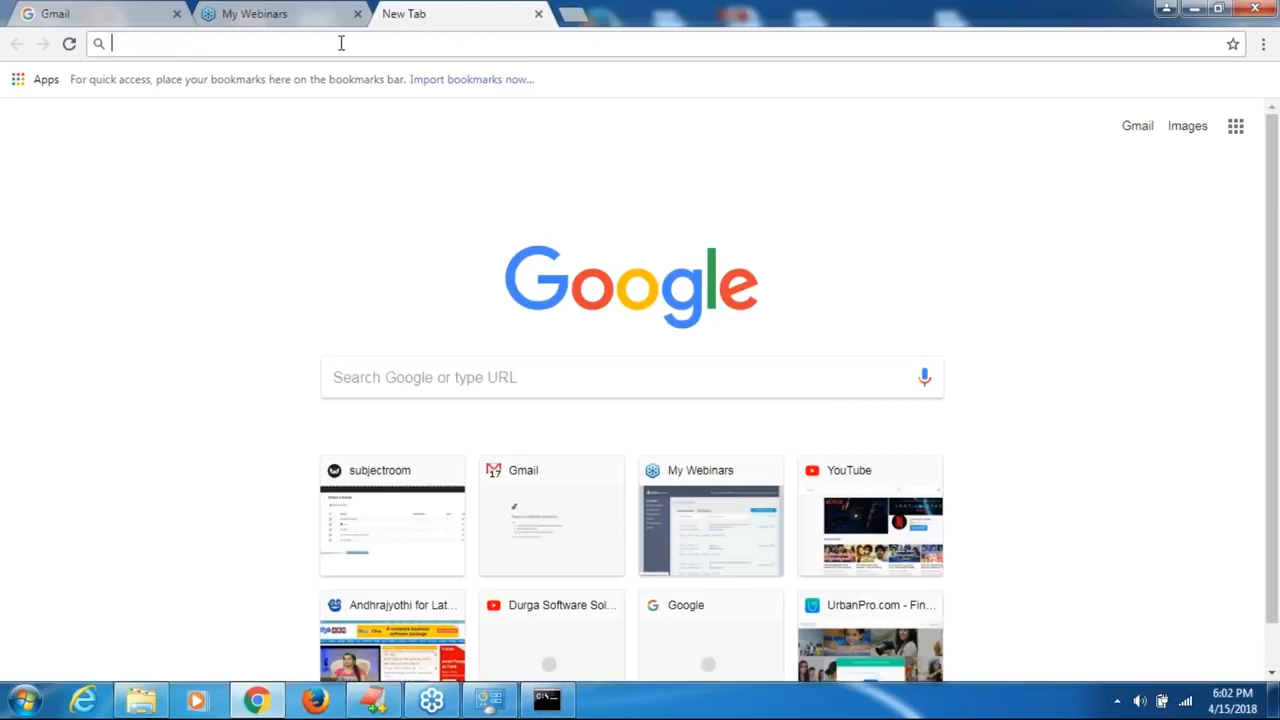 Gmail
My Webinars
New Tab
Apps
For quick access, place your bookmarks here on the bookmarks bar. Import bookmarks now...
Gmail Images
Google
Search Google or type URL
subjectroom
Gmail
My Webinars
YouTube
Andhrajyothi for Lat...
Durga Software Sol...
Google
UrbanPro.com - Fin...
C:\.
6:02 PM
4/15/2018